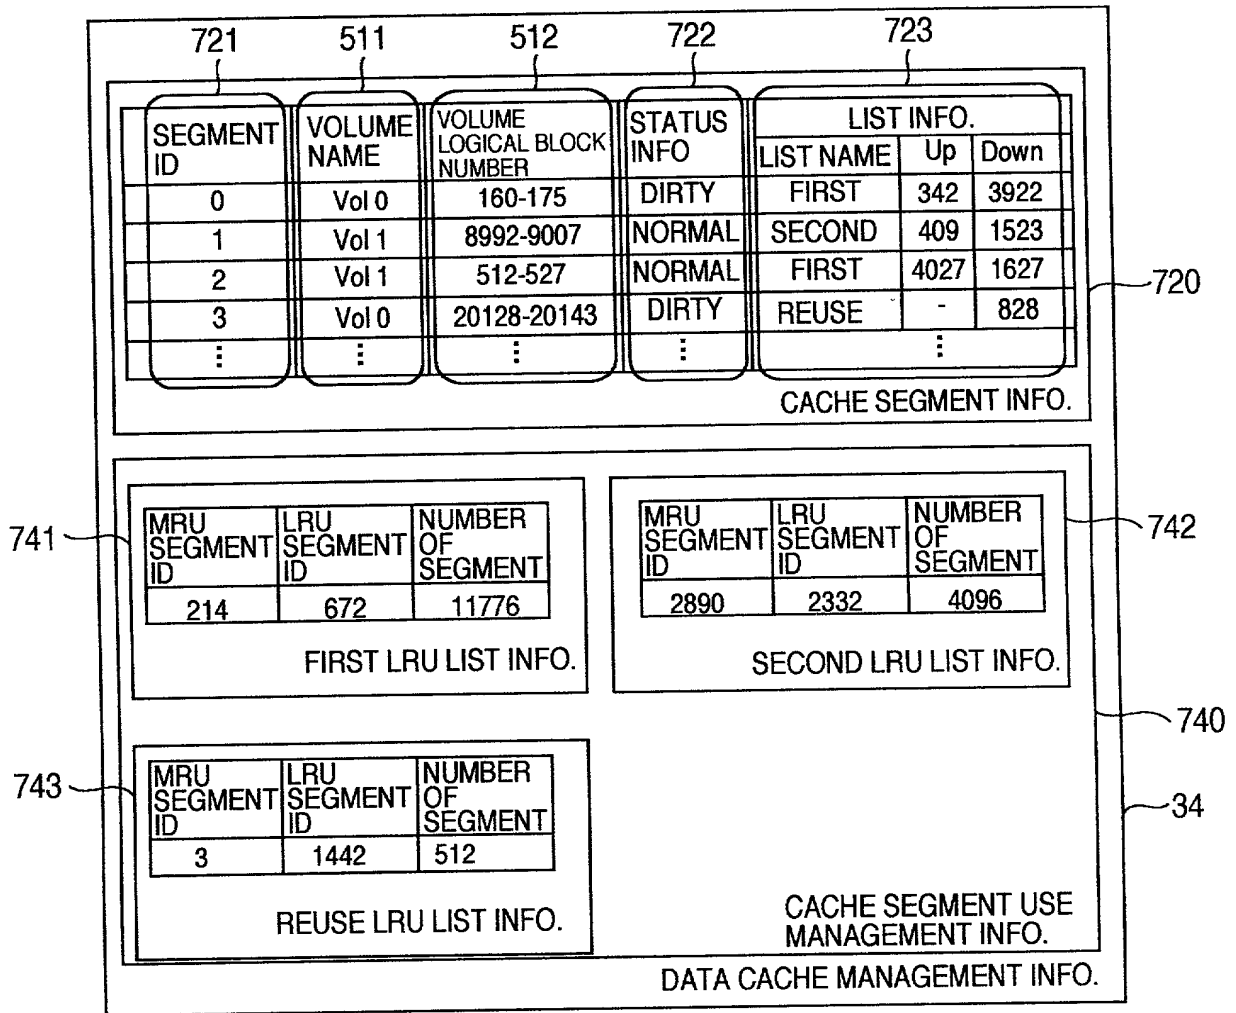 721 511 512 722 723
SEGMENT ID VOLUME NAME VOLUME LOGICAL BLOCK NUMBER STATUS INFO LIST INFO.
LIST NAME Up Down
0 Vol 0 160-175 DIRTY FIRST 342 3922
1 Vol 1 8992-9007 NORMAL SECOND 409 1523
2 Vol 1 512-527 NORMAL FIRST 4027 1627
3 Vol 0 20128-20143 DIRTY REUSE - 828
⋮ ⋮ ⋮ ⋮ ⋮
720
CACHE SEGMENT INFO.
741
MRU SEGMENT ID LRU SEGMENT ID NUMBER OF SEGMENT
214 672 11776
FIRST LRU LIST INFO.
742
MRU SEGMENT ID LRU SEGMENT ID NUMBER OF SEGMENT
2890 2332 4096
SECOND LRU LIST INFO.
740
743
MRU SEGMENT ID LRU SEGMENT ID NUMBER OF SEGMENT
3 1442 512
REUSE LRU LIST INFO.
34
CACHE SEGMENT USE
MANAGEMENT INFO.
DATA CACHE MANAGEMENT INFO.